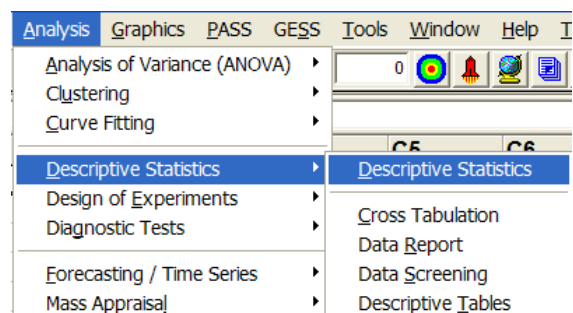 Analysis Graphics PASS GESS Tools Window Help T
Analysis of Variance (ANOVA)
0
Clustering
Curve Fitting
C5 C6
Descriptive Statistics
Descriptive Statistics
Design of Experiments
Cross Tabulation
Diagnostic Tests
Data Report
Forecasting / Time Series
Data Screening
Mass Appraisal
Descriptive Tables